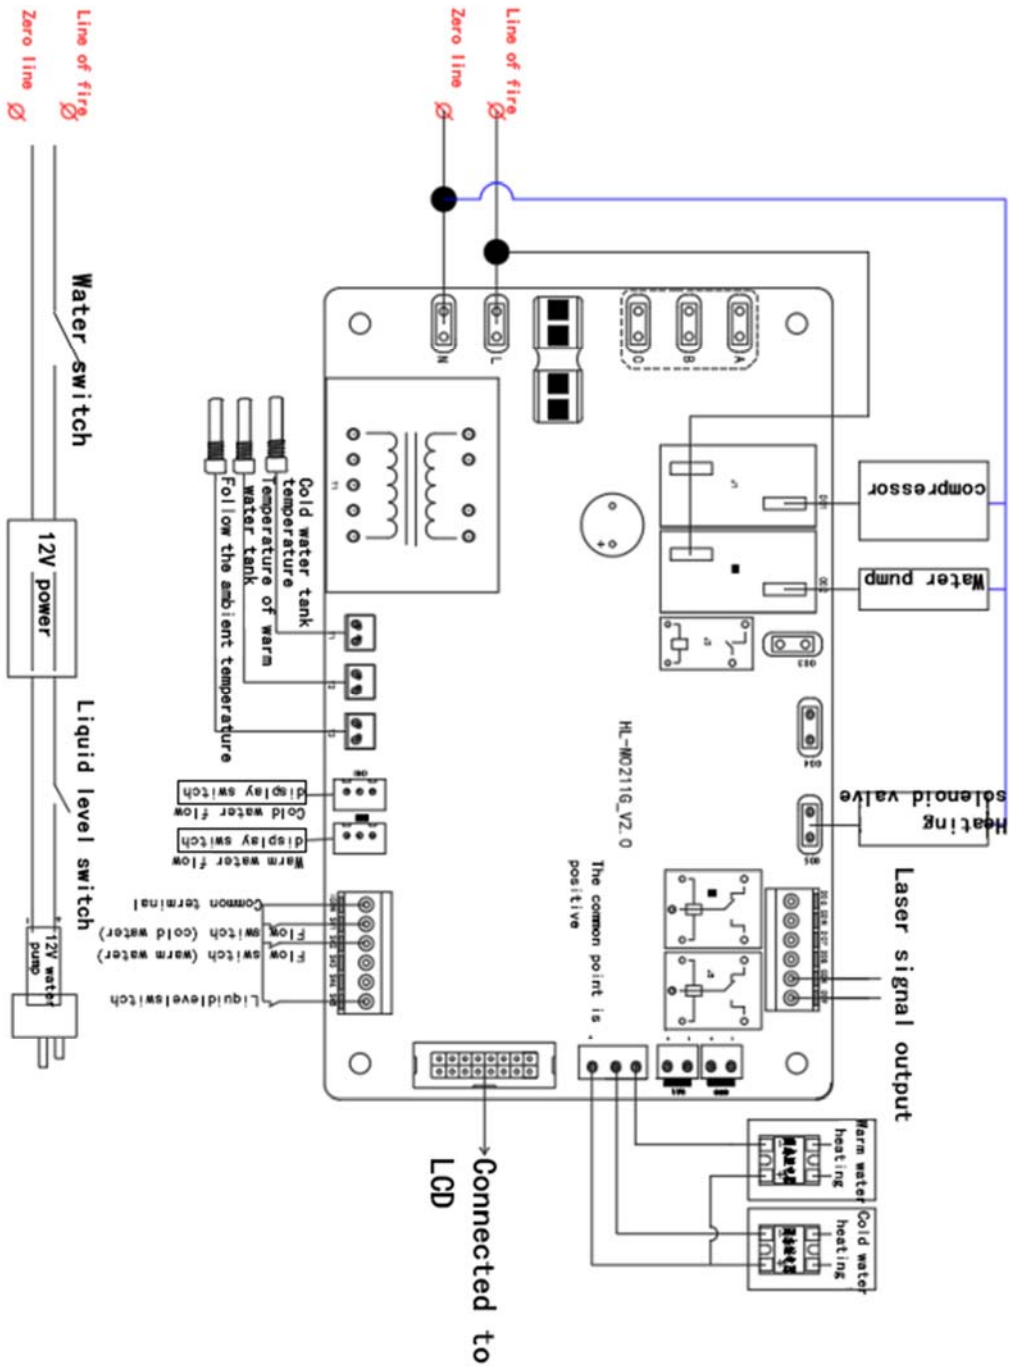 Zero line
Line of fire
Zero line
Line of fire
Water switch
12V power
Liquid level switch
12V water
pump
N
L
C
B
A
Cold water tank
temperature
Temperature of warm
water tank
Follow the ambient temperature
T1
T2
T3
Cold water flow
display switch
Warm water flow
display switch
Common terminal
Flow switch (cold water)
Flow switch (warm water)
Liquidlevelswitch
HL-M0211G_V2.0
compressor
Water pump
Heating
solenoid valve
Laser signal output
The common point is
positive
Warm water
heating
Cold water
heating
Connected to
LCD